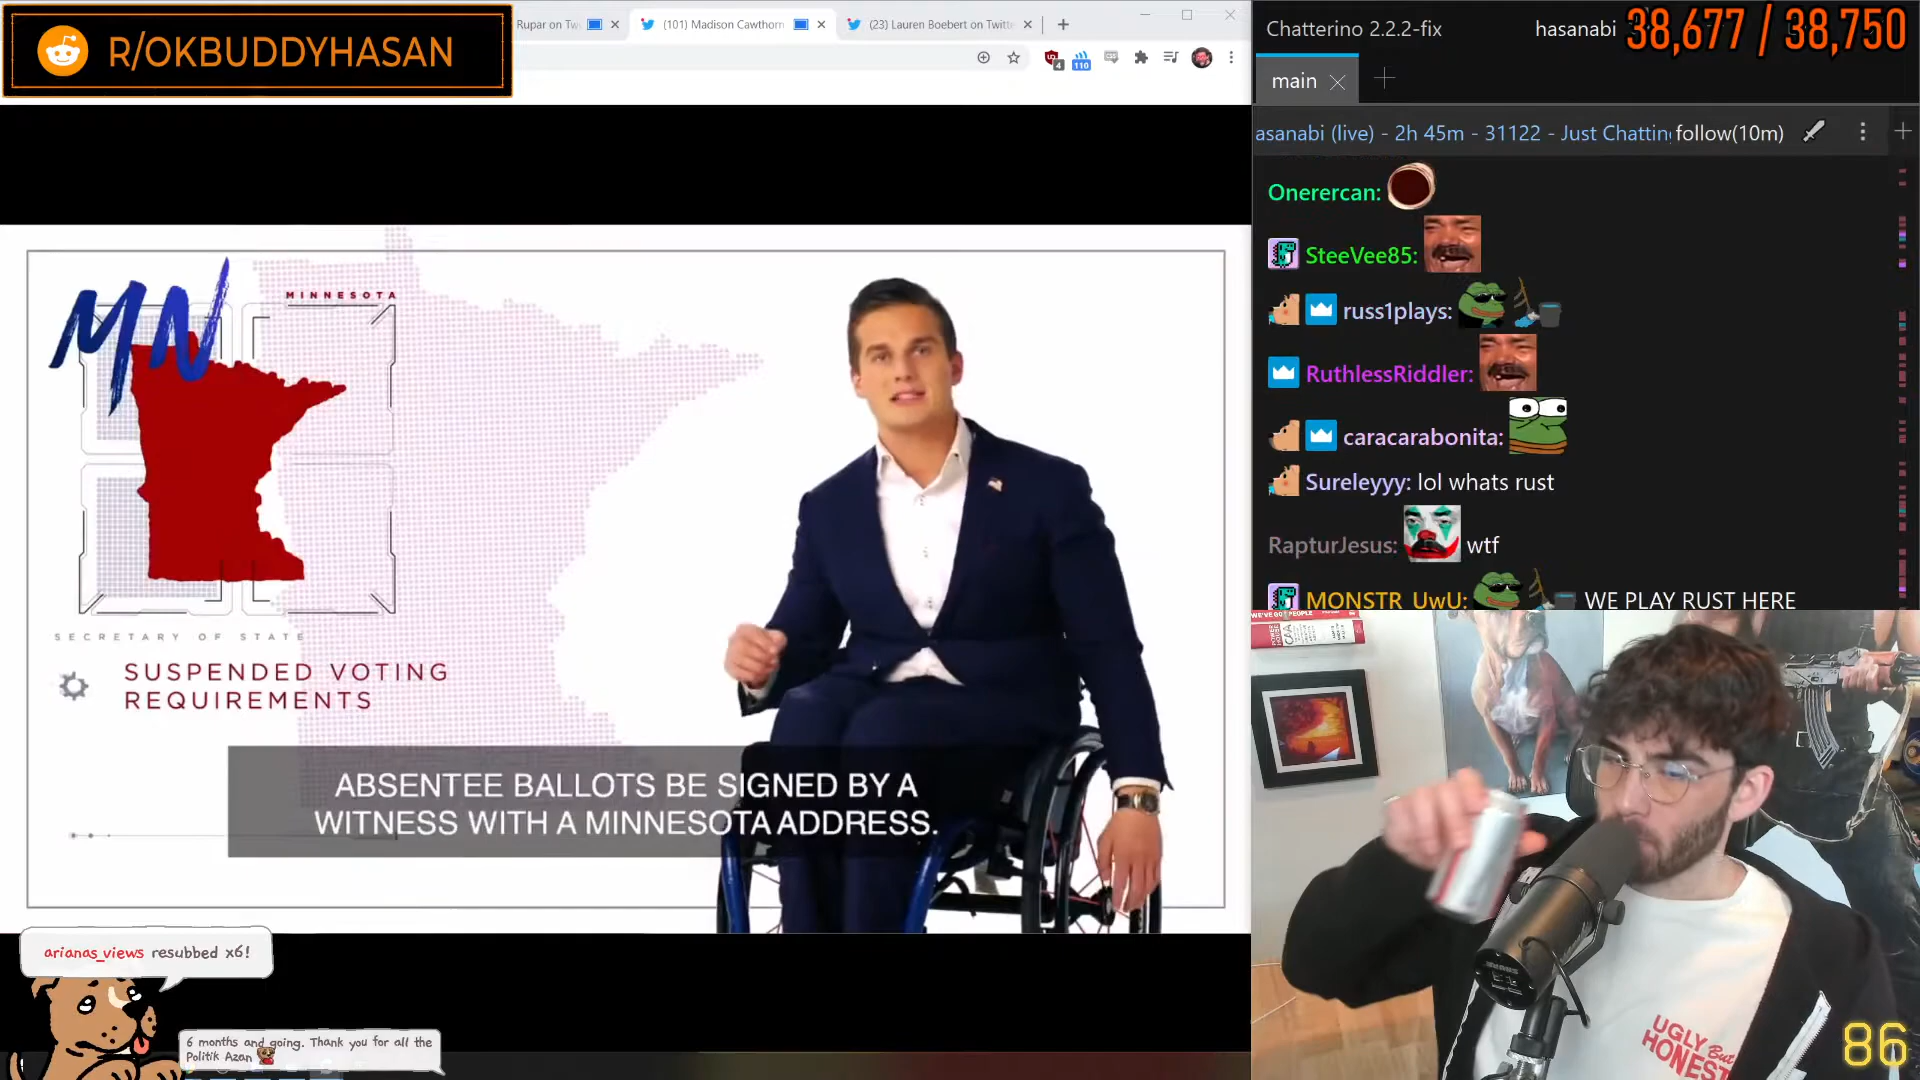 R/OKBUDDYHASAN
Rupar on Tw
(101) Madison Cawthorn
(23) Lauren Boebert on Twitt
4
110
MN
MINNESOTA
SECRETARY OF STATE
SUSPENDED VOTING
REQUIREMENTS
ABSENTEE BALLOTS BE SIGNED BY A
WITNESS WITH A MINNESOTA ADDRESS.
arianas_views resubbed x6!
6 months and going. Thank you for all the
Politik Azan
Chatterino 2.2.2-fix
hasanabi
38,677 / 38,750
main
asanabi (live) - 2h 45m - 31122 - Just Chattin
follow(10m)
Onerercan:
SteeVee85:
russ1plays:
RuthlessRiddler:
caracarabonita:
Sureleyyy: lol whats rust
RapturJesus: wtf
MONSTR_UwU: WE PLAY RUST HERE
UGLY But
HONEST
86